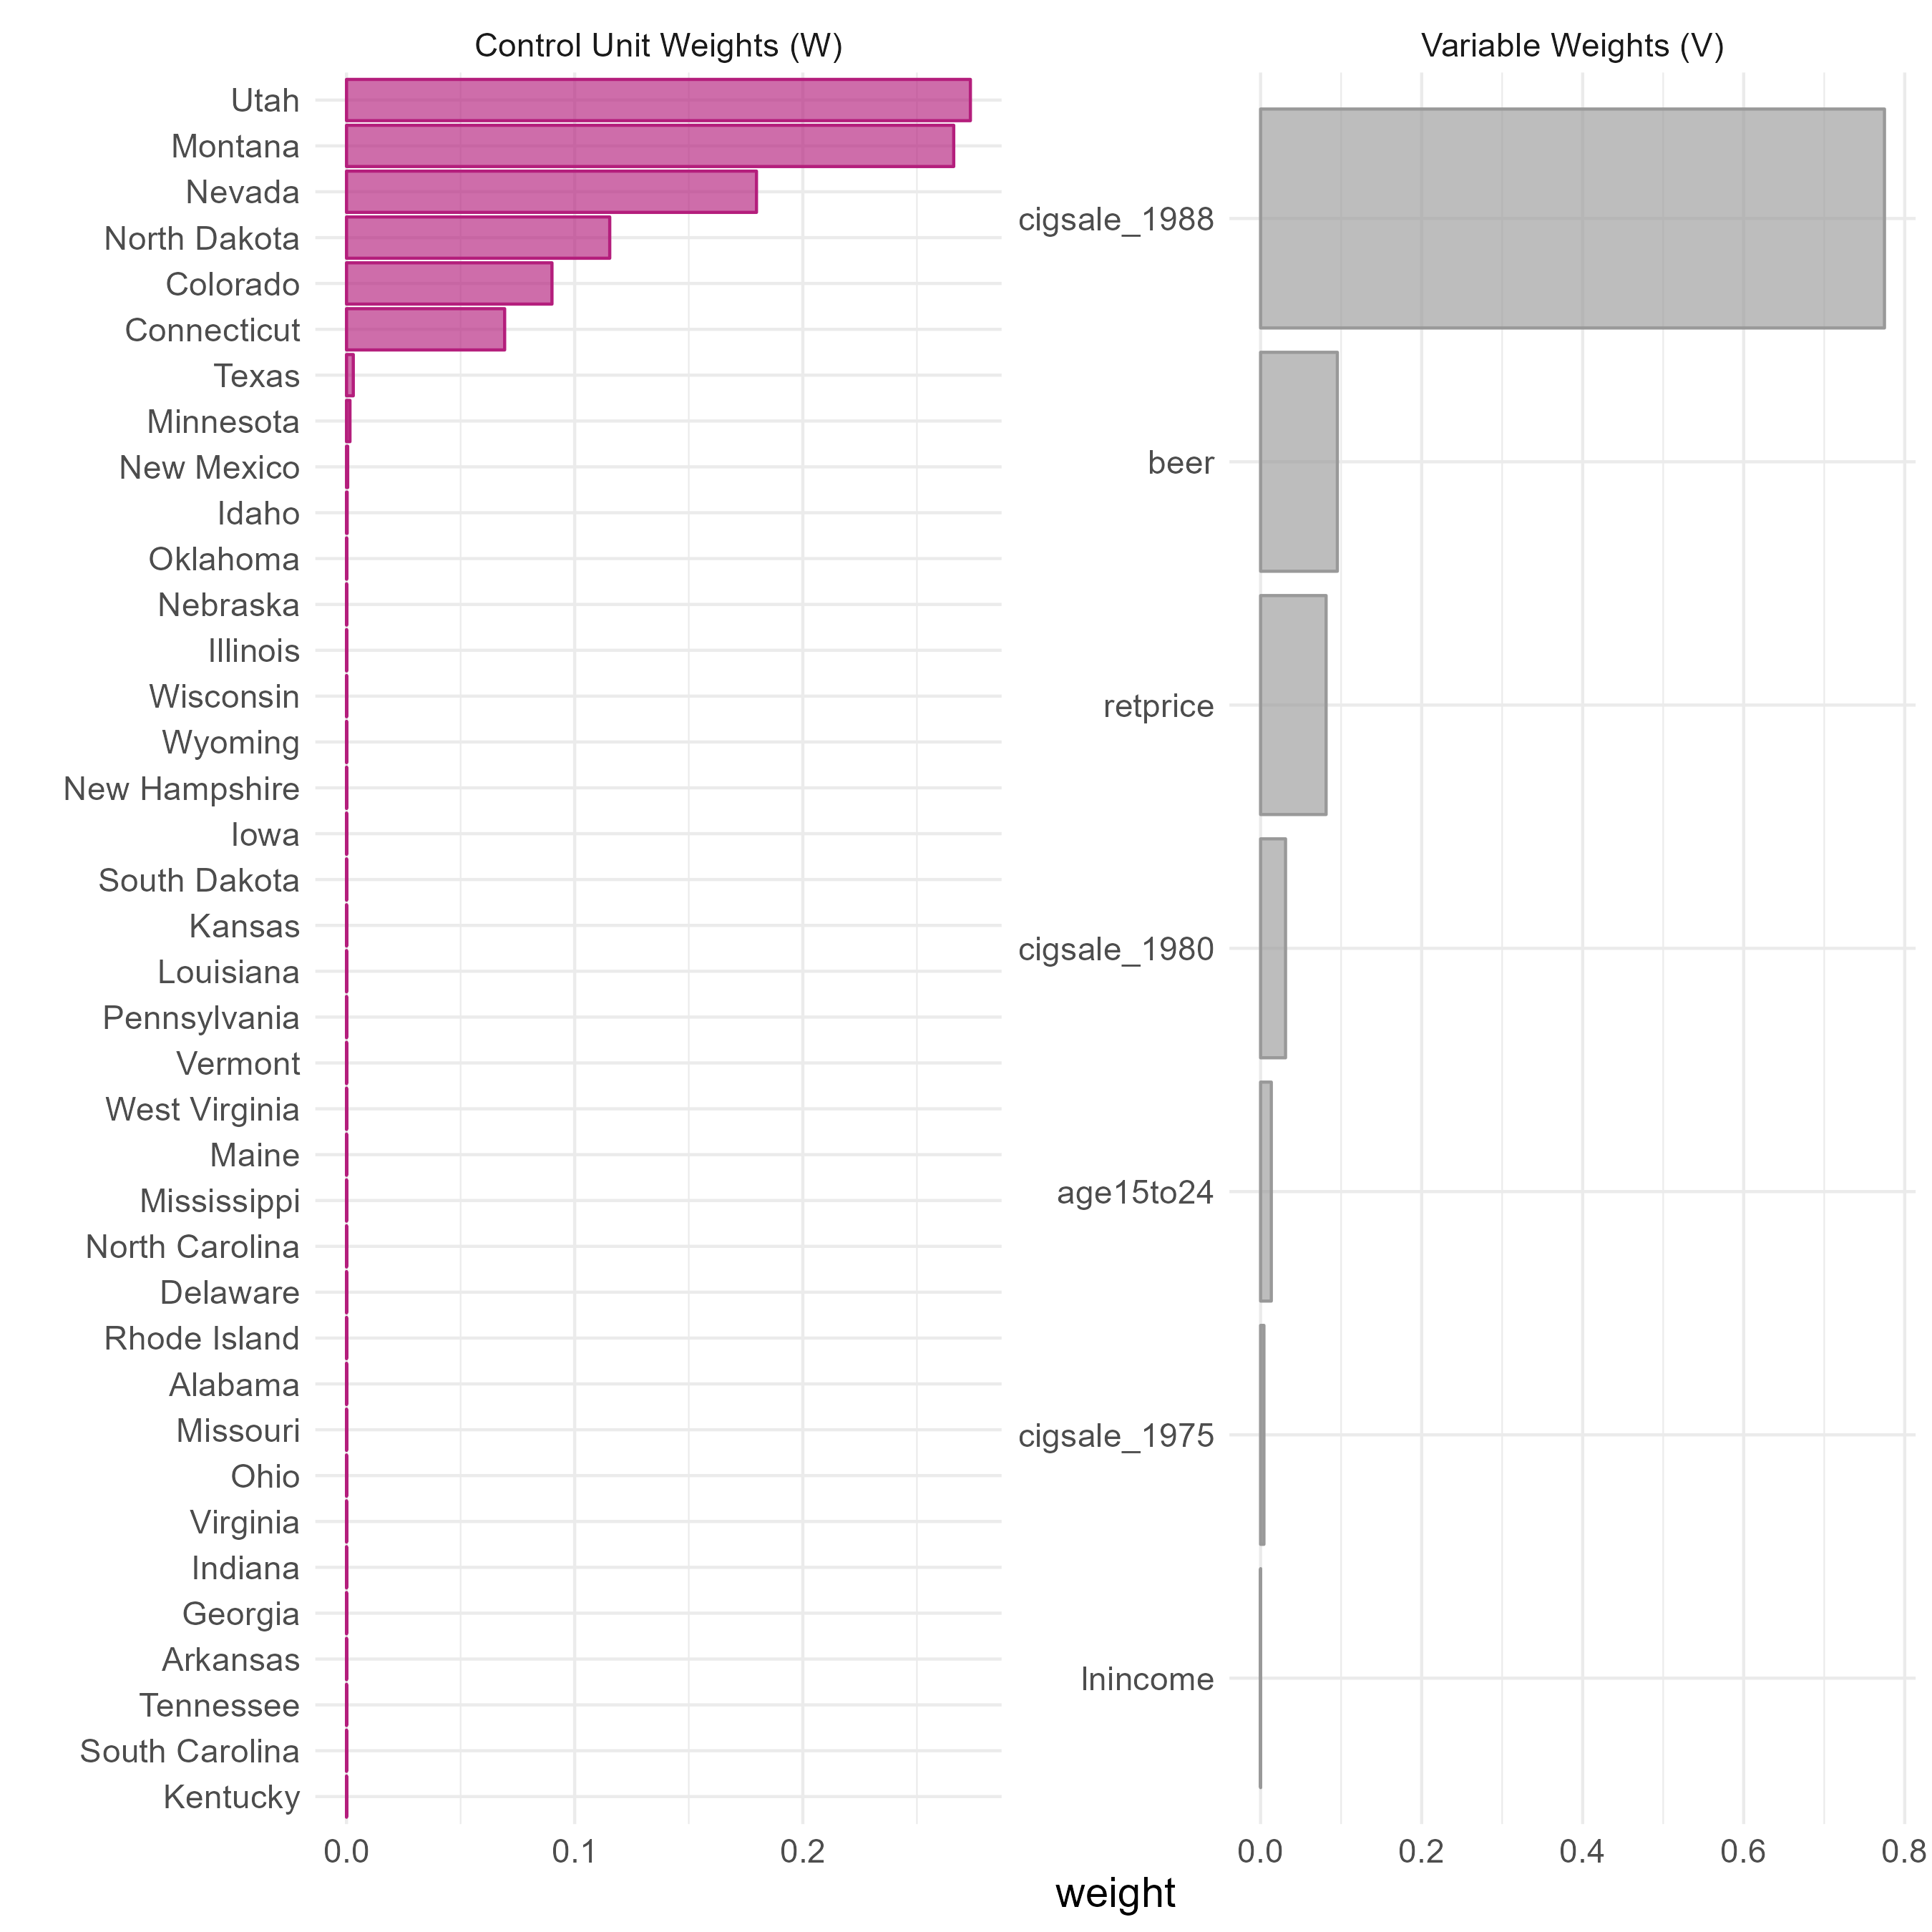 Control Unit Weights (W)
Utah
Montana
Nevada
North Dakota
Colorado
Connecticut
Texas
Minnesota
New Mexico
Idaho
Oklahoma
Nebraska
Illinois
Wisconsin
Wyoming
New Hampshire
Iowa
South Dakota
Kansas
Louisiana
Pennsylvania
Vermont
West Virginia
Maine
Mississippi
North Carolina
Delaware
Rhode Island
Alabama
Missouri
Ohio
Virginia
Indiana
Georgia
Arkansas
Tennessee
South Carolina
Kentucky
0.0 0.1 0.2
Variable Weights (V)
cigsale_1988
beer
retprice
cigsale_1980
age15to24
cigsale_1975
lnincome
0.0 0.2 0.4 0.6 0.8
weight